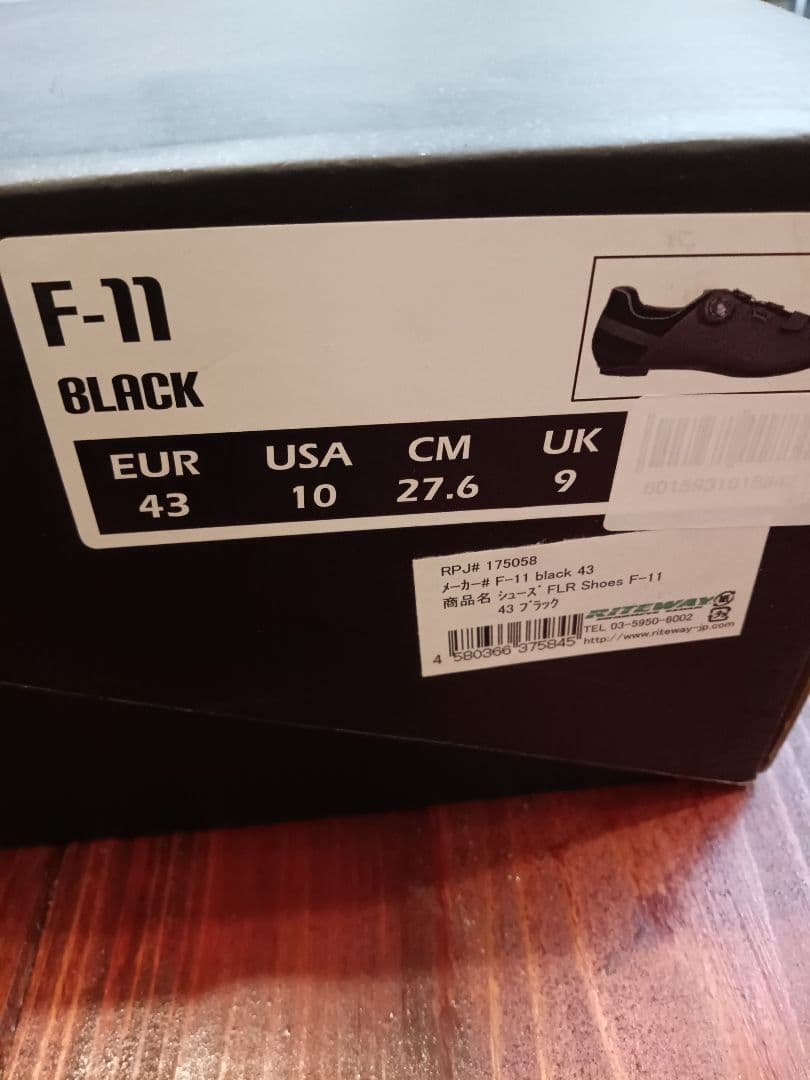 F-11
BLACK
EUR USA CM UK
43 10 27.6 9
RPJ# 175058
メーカー# F-11 black 43
商品名 シューズ FLR Shoes F-11
43 ブラック
RITEWAY
TEL 03-5950-6002
http://www.riteway-jp.com
4 580366 375845